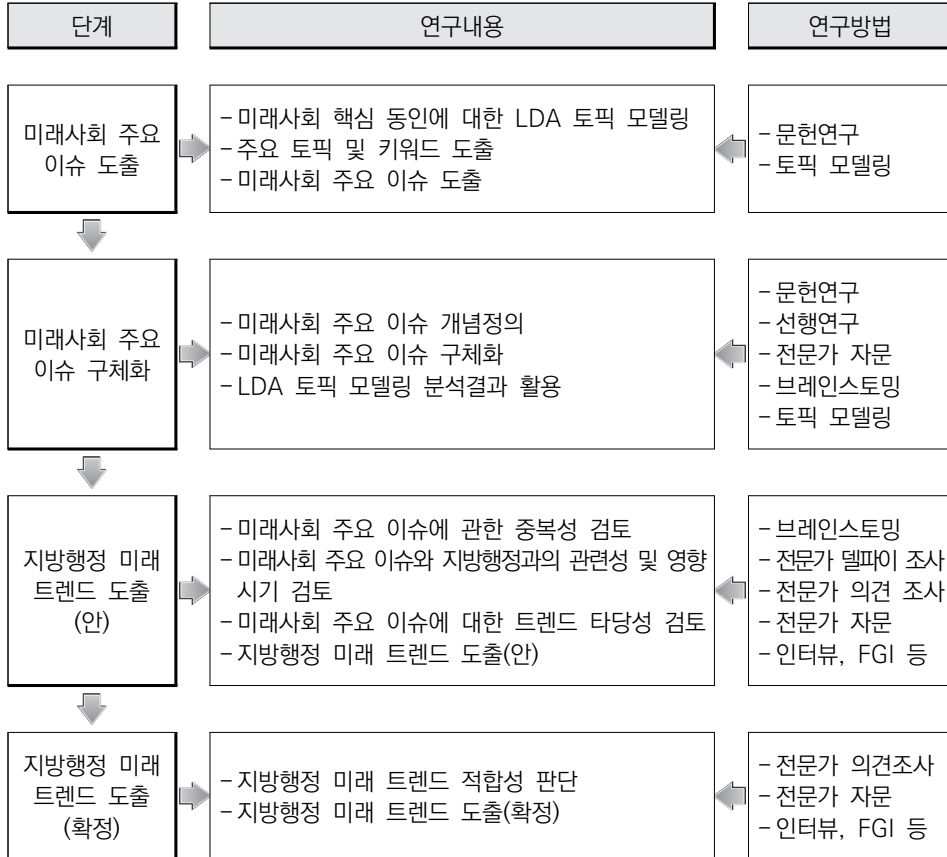 단계
연구내용
연구방법
미래사회 주요
이슈 도출
-미래사회 핵심 동인에 대한 LDA 토픽 모델링
-주요 토픽 및 키워드 도출
-미래사회 주요 이슈 도출
-문헌연구
-토픽 모델링
미래사회 주요
이슈 구체화
-미래사회 주요 이슈 개념정의
-미래사회 주요 이슈 구체화
-LDA 토픽 모델링 분석결과 활용
-문헌연구
-선행연구
-전문가 자문
-브레인스토밍
-토픽 모델링
지방행정 미래
트렌드 도출
(안)
-미래사회 주요 이슈에 관한 중복성 검토
-미래사회 주요 이슈와 지방행정과의 관련성 및 영향
시기 검토
-미래사회 주요 이슈에 대한 트렌드 타당성 검토
-지방행정 미래 트렌드 도출(안)
-브레인스토밍
-전문가 델파이 조사
-전문가 의견 조사
-전문가 자문
-인터뷰, FGI 등
지방행정 미래
트렌드 도출
(확정)
-지방행정 미래 트렌드 적합성 판단
-지방행정 미래 트렌드 도출(확정)
-전문가 의견조사
-전문가 자문
-인터뷰, FGI 등